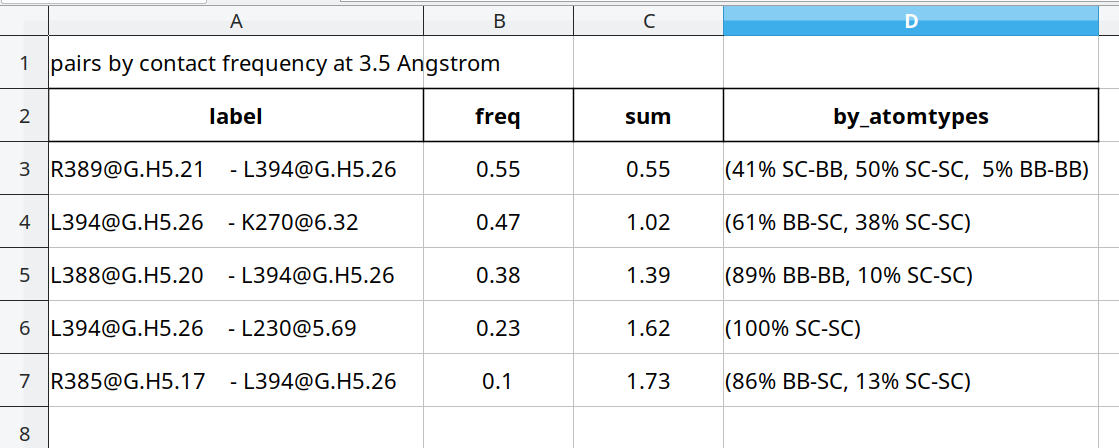 A B C D
1 pairs by contact frequency at 3.5 Angstrom
2 label freq sum by_atomtypes
3 R389@G.H5.21 - L394@G.H5.26 0.55 0.55 (41% SC-BB, 50% SC-SC, 5% BB-BB)
4 L394@G.H5.26 - K270@6.32 0.47 1.02 (61% BB-SC, 38% SC-SC)
5 L388@G.H5.20 - L394@G.H5.26 0.38 1.39 (89% BB-BB, 10% SC-SC)
6 L394@G.H5.26 - L230@5.69 0.23 1.62 (100% SC-SC)
7 R385@G.H5.17 - L394@G.H5.26 0.1 1.73 (86% BB-SC, 13% SC-SC)
8